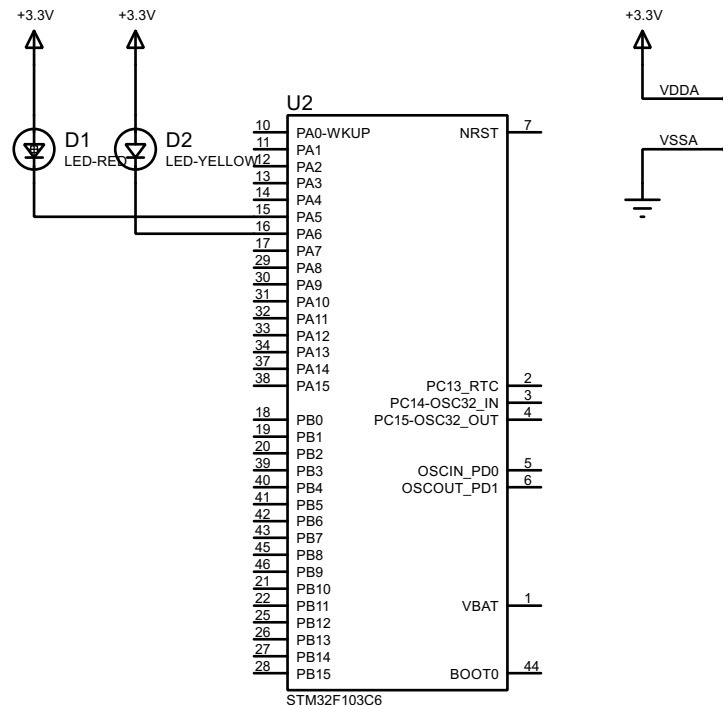 +3.3V +3.3V +3.3V
VDDA
U2
D1 D2
LED-RED LED-YELLOW
VSSA
10 PA0-WKUP NRST 7
11 PA1
12 PA2
13 PA3
14 PA4
15 PA5
16 PA6
17 PA7
29 PA8
30 PA9
31 PA10
32 PA11
33 PA12
34 PA13
37 PA14
38 PA15 PC13_RTC 2
PC14-OSC32_IN 3
18 PB0 PC15-OSC32_OUT 4
19 PB1
20 PB2
39 PB3 OSCIN_PD0 5
40 PB4 OSCOUT_PD1 6
41 PB5
42 PB6
43 PB7
45 PB8
46 PB9
21 PB10
22 PB11 VBAT 1
25 PB12
26 PB13
27 PB14
28 PB15 BOOT0 44
STM32F103C6